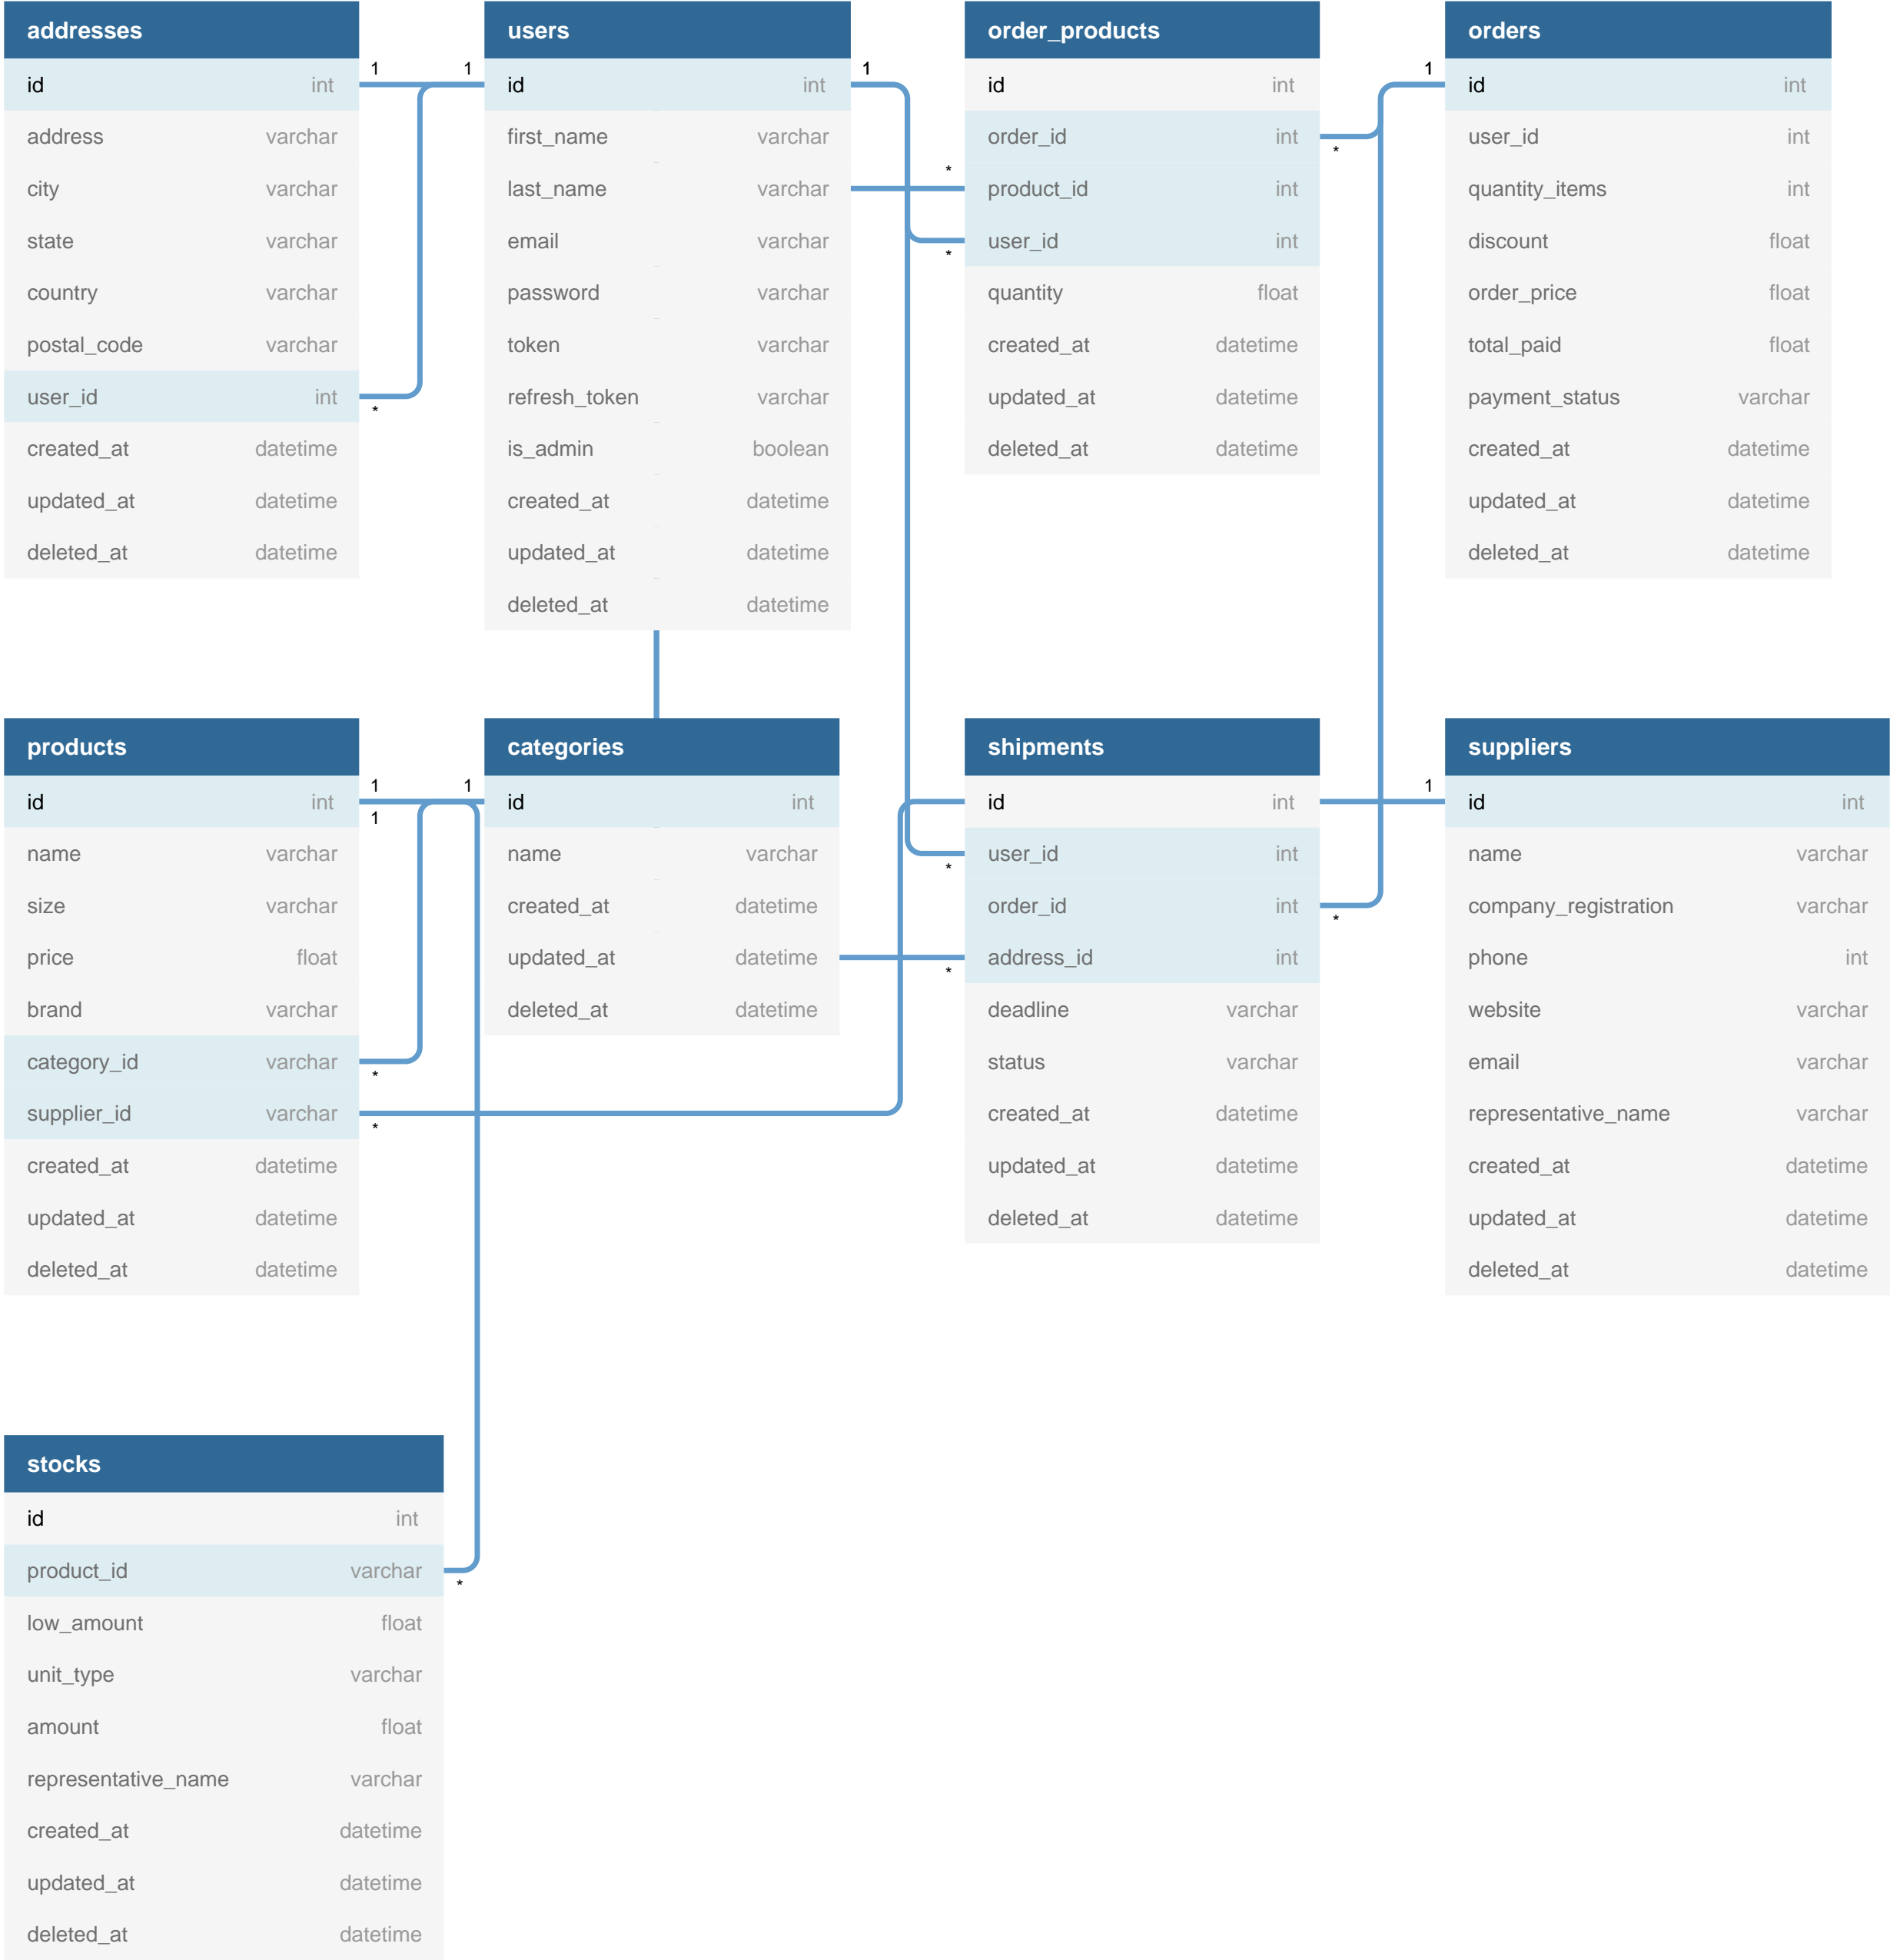 addresses
id int
address varchar
city varchar
state varchar
country varchar
postal_code varchar
user_id int
created_at datetime
updated_at datetime
deleted_at datetime
1
*
1
users
id int
first_name varchar
last_name varchar
email varchar
password varchar
token varchar
refresh_token varchar
is_admin boolean
created_at datetime
updated_at datetime
deleted_at datetime
1
*
*
order_products
id int
order_id int
product_id int
user_id int
quantity float
created_at datetime
updated_at datetime
deleted_at datetime
*
1
orders
id int
user_id int
quantity_items int
discount float
order_price float
total_paid float
payment_status varchar
created_at datetime
updated_at datetime
deleted_at datetime
products
id int
name varchar
size varchar
price float
brand varchar
category_id varchar
supplier_id varchar
created_at datetime
updated_at datetime
deleted_at datetime
1
1
*
*
1
categories
id int
name varchar
created_at datetime
updated_at datetime
deleted_at datetime
*
*
shipments
id int
user_id int
order_id int
address_id int
deadline varchar
status varchar
created_at datetime
updated_at datetime
deleted_at datetime
*
1
suppliers
id int
name varchar
company_registration varchar
phone int
website varchar
email varchar
representative_name varchar
created_at datetime
updated_at datetime
deleted_at datetime
stocks
id int
product_id varchar
low_amount float
unit_type varchar
amount float
representative_name varchar
created_at datetime
updated_at datetime
deleted_at datetime
*